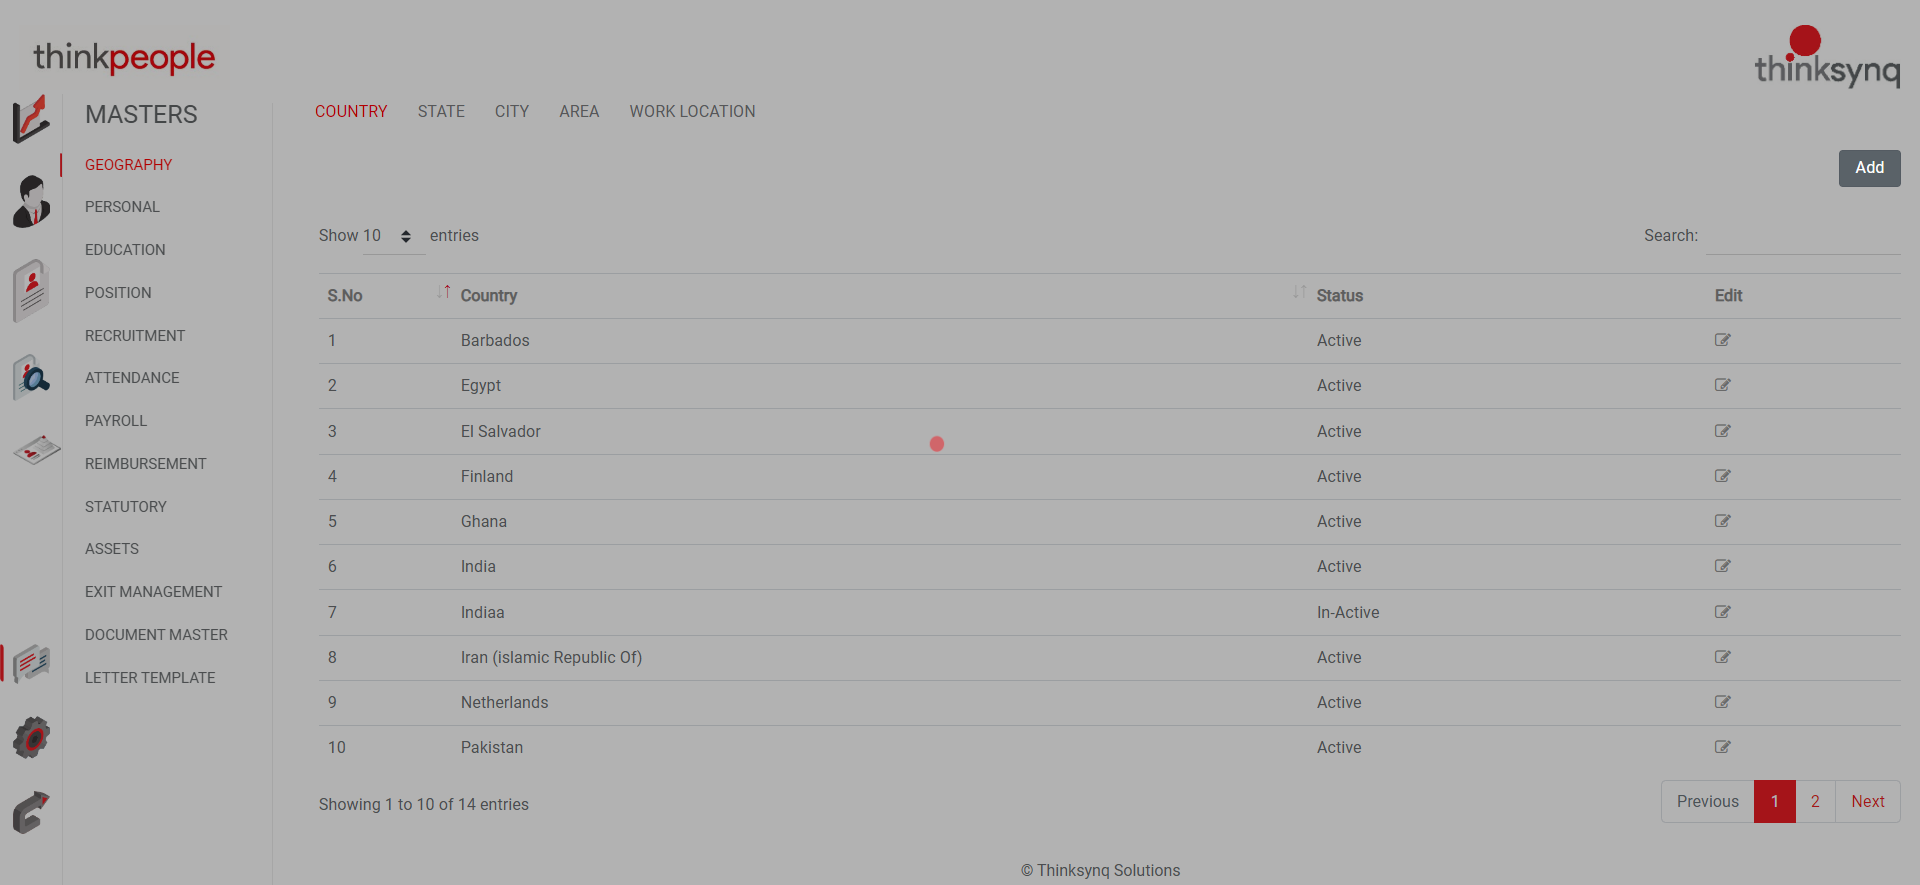 thinkpeople
thinksynq
MASTERS
GEOGRAPHY
PERSONAL
EDUCATION
POSITION
RECRUITMENT
ATTENDANCE
PAYROLL
REIMBURSEMENT
STATUTORY
ASSETS
EXIT MANAGEMENT
DOCUMENT MASTER
LETTER TEMPLATE
COUNTRY STATE CITY AREA WORK LOCATION
Add
Show 10 entries Search:
S.No Country Status Edit
1 Barbados Active
2 Egypt Active
3 El Salvador Active
4 Finland Active
5 Ghana Active
6 India Active
7 Indiaa In-Active
8 Iran (islamic Republic Of) Active
9 Netherlands Active
10 Pakistan Active
Showing 1 to 10 of 14 entries Previous 1 2 Next
© Thinksynq Solutions